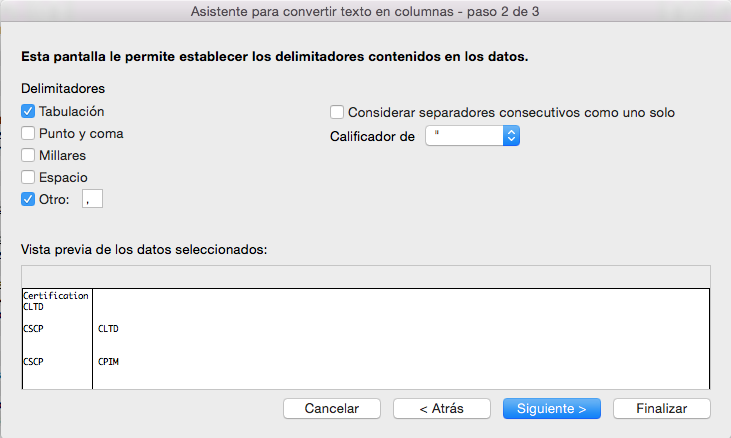 Asistente para convertir texto en columnas - paso 2 de 3
Esta pantalla le permite establecer los delimitadores contenidos en los datos.
Delimitadores
Tabulación
Considerar separadores consecutivos como uno solo
Punto y coma
Calificador de "
Millares
Espacio
Otro: ,
Vista previa de los datos seleccionados:
Certification
CLTD
CSCP CLTD
CSCP CPIM
Cancelar < Atrás Siguiente > Finalizar